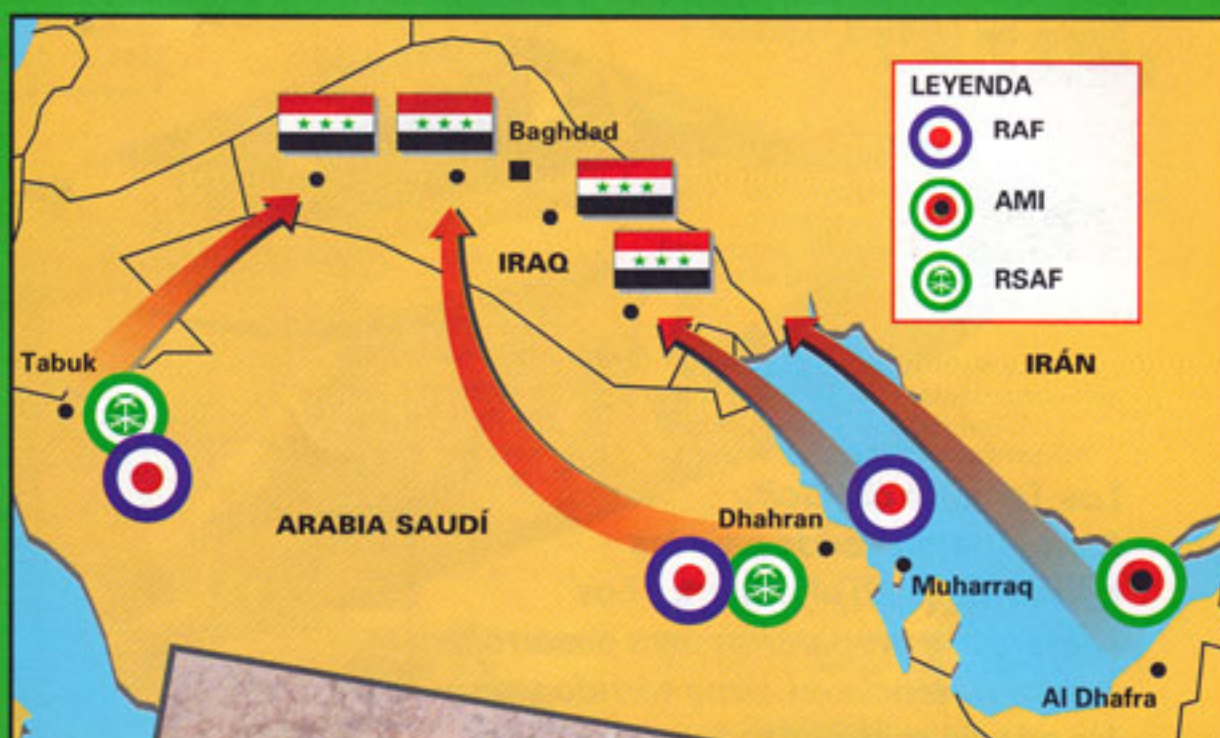 LEYENDA
RAF
AMI
RSAF
Baghdad
IRAQ
IRÁN
Tabuk
ARABIA SAUDÍ
Dhahran
Muharraq
Al Dhafra